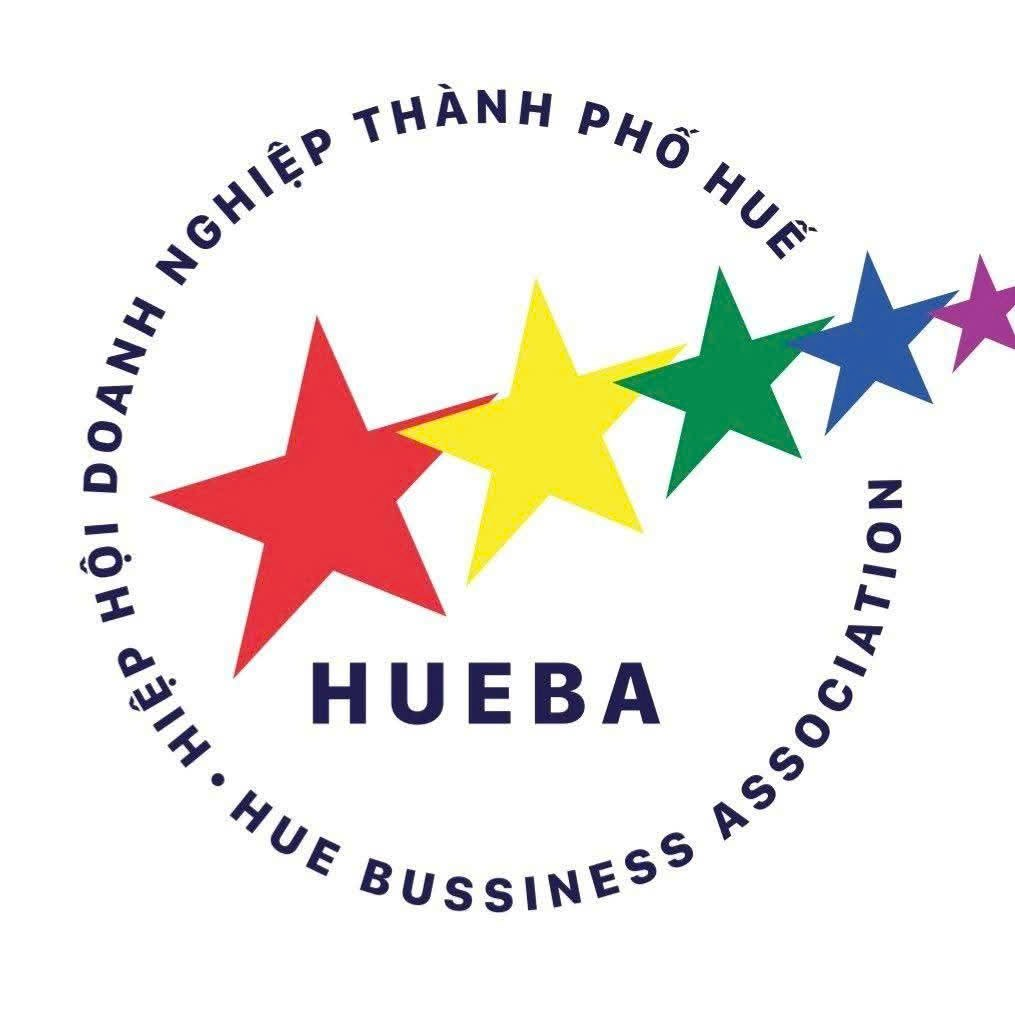 HIỆP HỘI DOANH NGHIỆP THÀNH PHỐ HUẾ
HUEBA
• HUE BUSSINESS ASSOCIATION